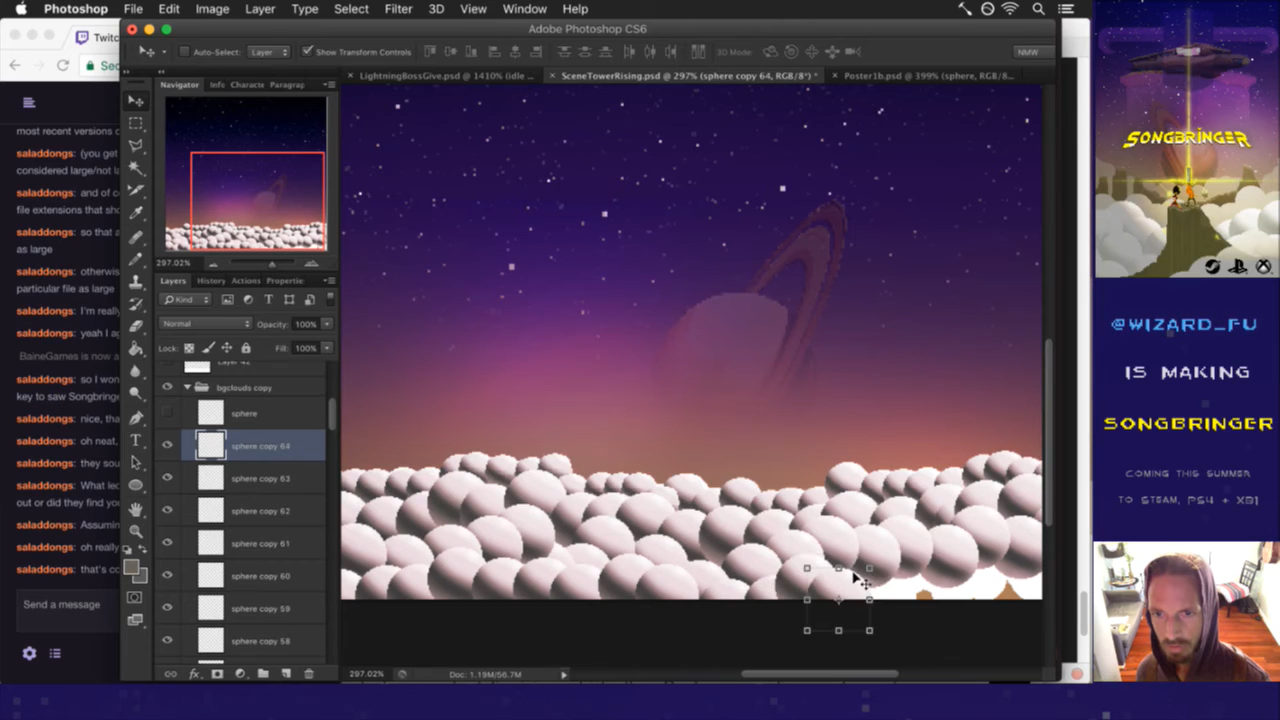 Photoshop File Edit Image Layer Type Select Filter 3D View Window Help
Twitc
Adobe Photoshop CS6
Sec
Auto-Select: Layer Show Transform Controls 3D Mode: NMW
LightningBossGive.psd @ 1410% (idle ... SceneTowerRising.psd @ 297% (sphere copy 64, RGB/8*) * Poster1b.psd @ 399% (sphere, RGB/8...
Navigator Info Characte Paragrap
most recent versions o
saladdongs: (you get
considered large/not la
saladdongs: and of c
file extensions that sho
saladdongs: so that a
as large
saladdongs: otherwis
particular file as large
saladdongs: I'm really
saladdongs: yeah I ag
BaineGames is now a
saladdongs: so I won
key to saw Songbringe
saladdongs: nice, tha
saladdongs: oh neat,
saladdongs: they sou
saladdongs: What led
out or did they find you
saladdongs: Assumin
saladdongs: oh really
saladdongs: that's co
Send a message
297.02%
Layers History Actions Propertie
Kind
Normal Opacity: 100%
Lock: Fill: 100%
Layer 42
bgclouds copy
sphere
sphere copy 64
sphere copy 63
sphere copy 62
sphere copy 61
sphere copy 60
sphere copy 59
sphere copy 58
297.02% Doc: 1.19M/56.7M
SONGBRINGER
@WIZARD_FU
IS MAKING
SONGBRINGER
COMING THIS SUMMER
TO STEAM, PS4 + XB1